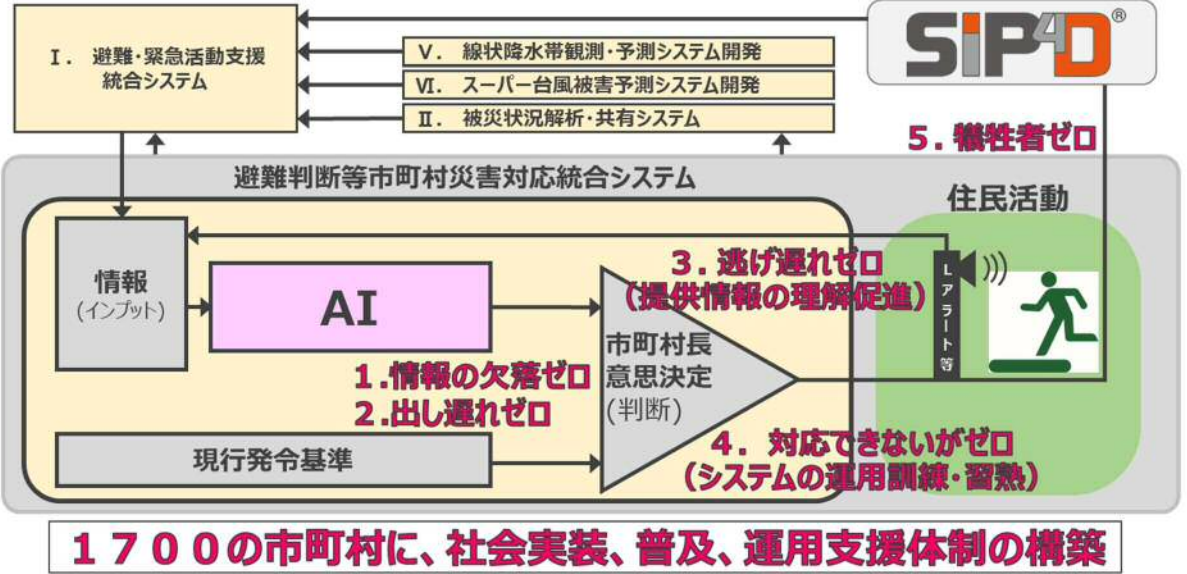 Ⅰ. 避難・緊急活動支援
統合システム
Ⅴ. 線状降水帯観測・予測システム開発
Ⅵ. スーパー台風被害予測システム開発
Ⅱ. 被災状況解析・共有システム
SiP4D®
5．犠牲者ゼロ
避難判断等市町村災害対応統合システム
住民活動
情報
(インプット)
AI
3．逃げ遅れゼロ
（提供情報の理解促進）
Lアラート等
市町村長
意思決定
(判断)
1.情報の欠落ゼロ
2.出し遅れゼロ
現行発令基準
4．対応できないがゼロ
（システムの運用訓練・習熟）
１７００の市町村に、社会実装、普及、運用支援体制の構築